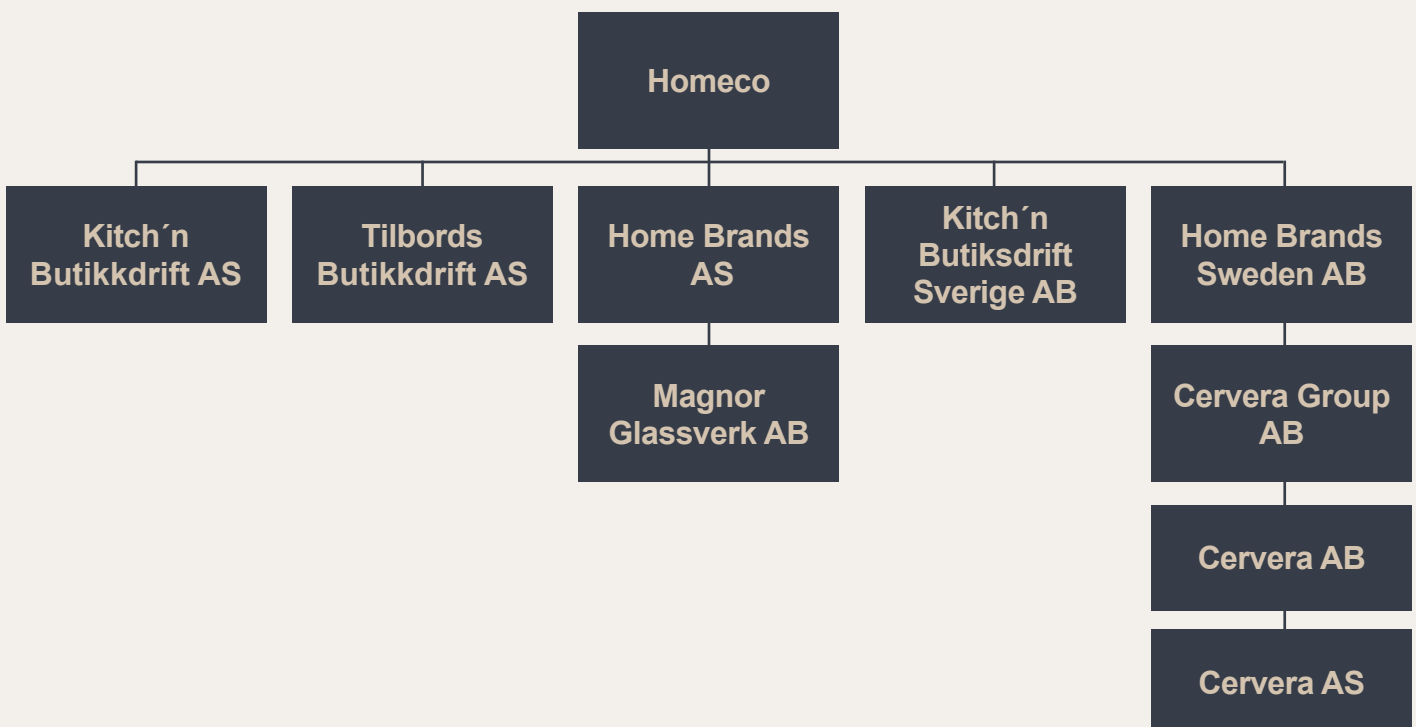 Homeco
Kitch´n
Butikkdrift AS
Tilbords
Butikkdrift AS
Home Brands
AS
Kitch´n
Butiksdrift
Sverige AB
Home Brands
Sweden AB
Magnor
Glassverk AB
Cervera Group
AB
Cervera AB
Cervera AS